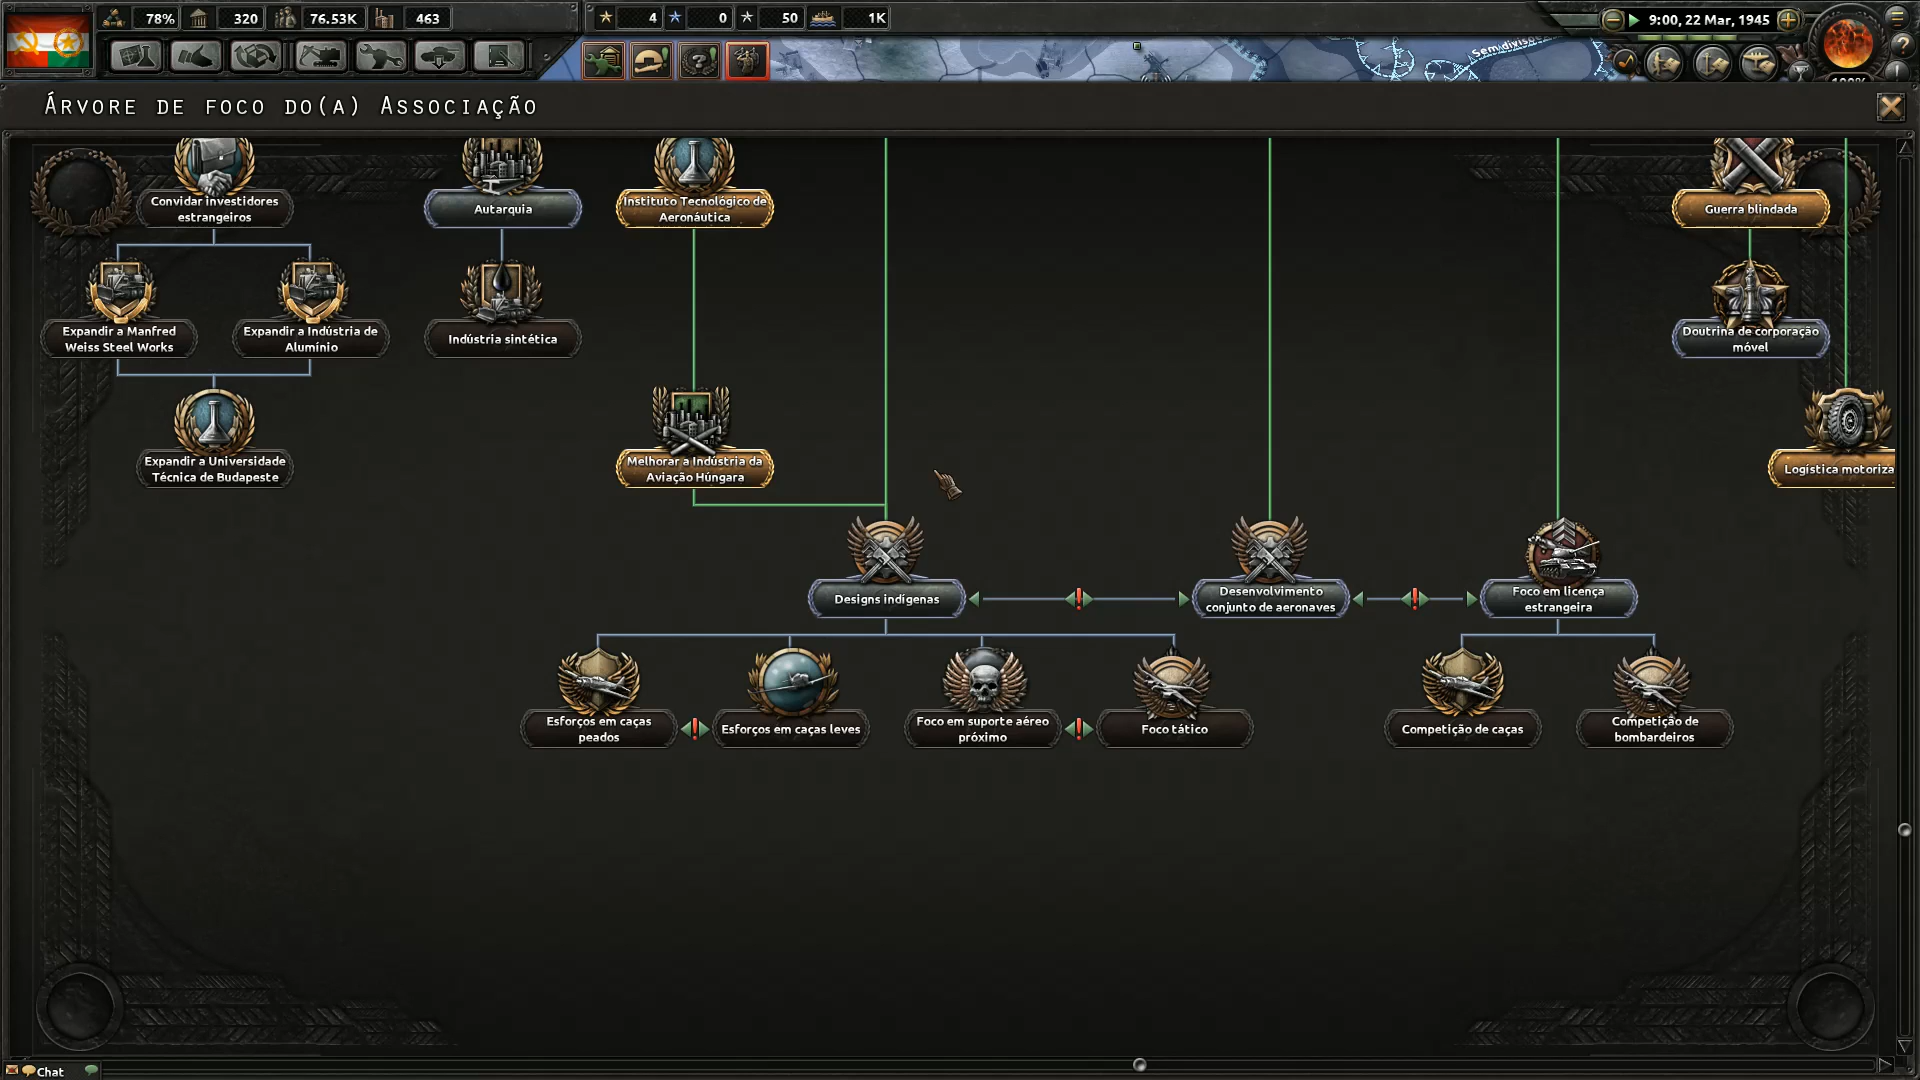 78%
320
76.53K
463
4
0
50
1K
9:00, 22 Mar, 1945
Semdivisõ
Árvore de foco do(a) Associação
Convidar investidores
estrangeiros
Autarquia
Instituto Tecnológico de
Aeronáutica
Guerra blindada
Expandir a Manfred
Weiss Steel Works
Expandir a Indústria de
Alumínio
Indústria sintética
Doutrina de corporação
móvel
Expandir a Universidade
Técnica de Budapeste
Melhorar a Indústria da
Aviação Húngara
Logística motoriza
Designs indígenas
Desenvolvimento
conjunto de aeronaves
Foco em licença
estrangeira
Esforços em caças
peados
Esforços em caças leves
Foco em suporte aéreo
próximo
Foco tático
Competição de caças
Competição de
bombardeiros
Chat